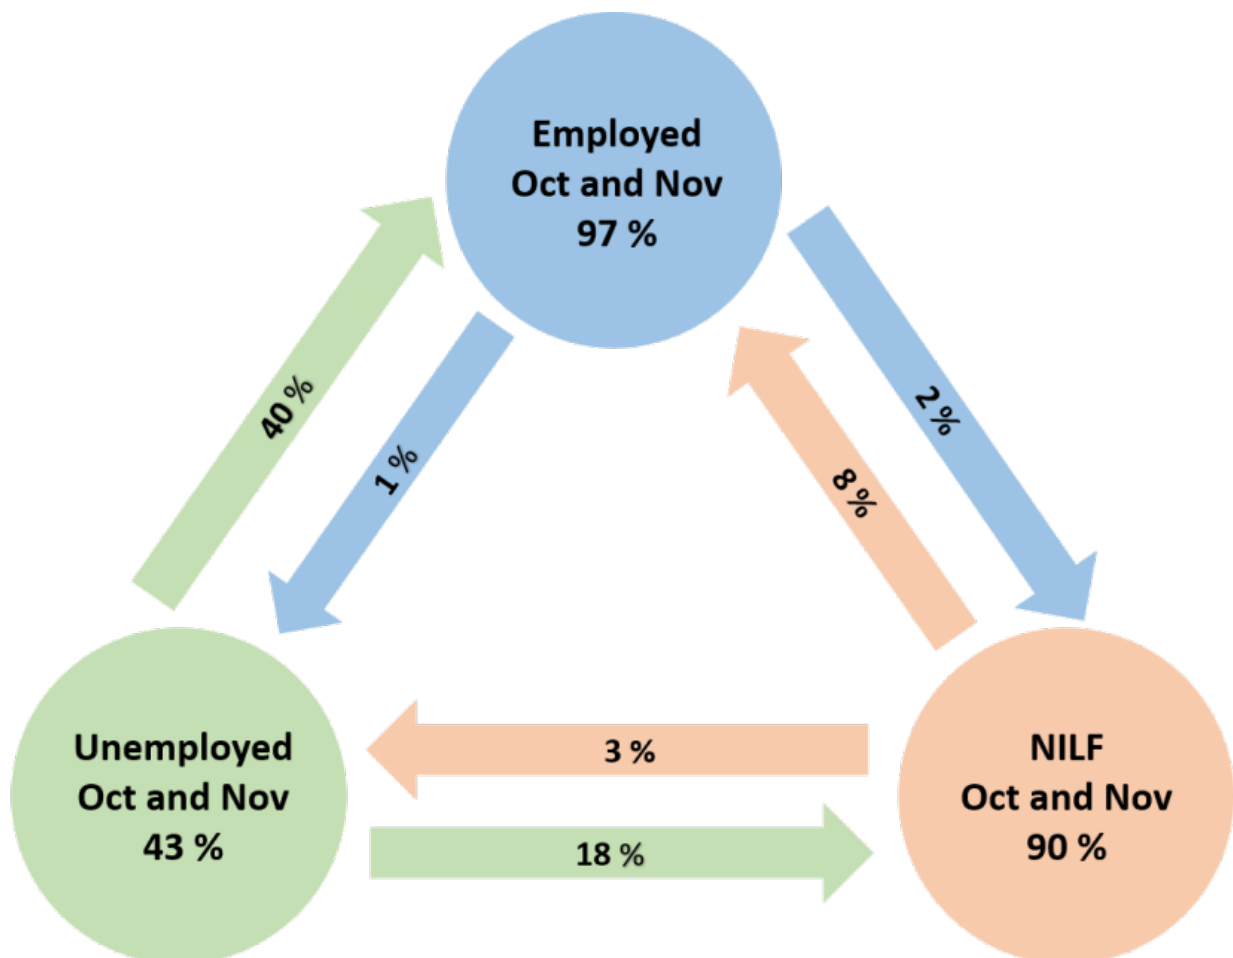 Employed
Oct and Nov
97 %
40 %
1 %
2 %
8 %
Unemployed
Oct and Nov
43 %
3 %
18 %
NILF
Oct and Nov
90 %